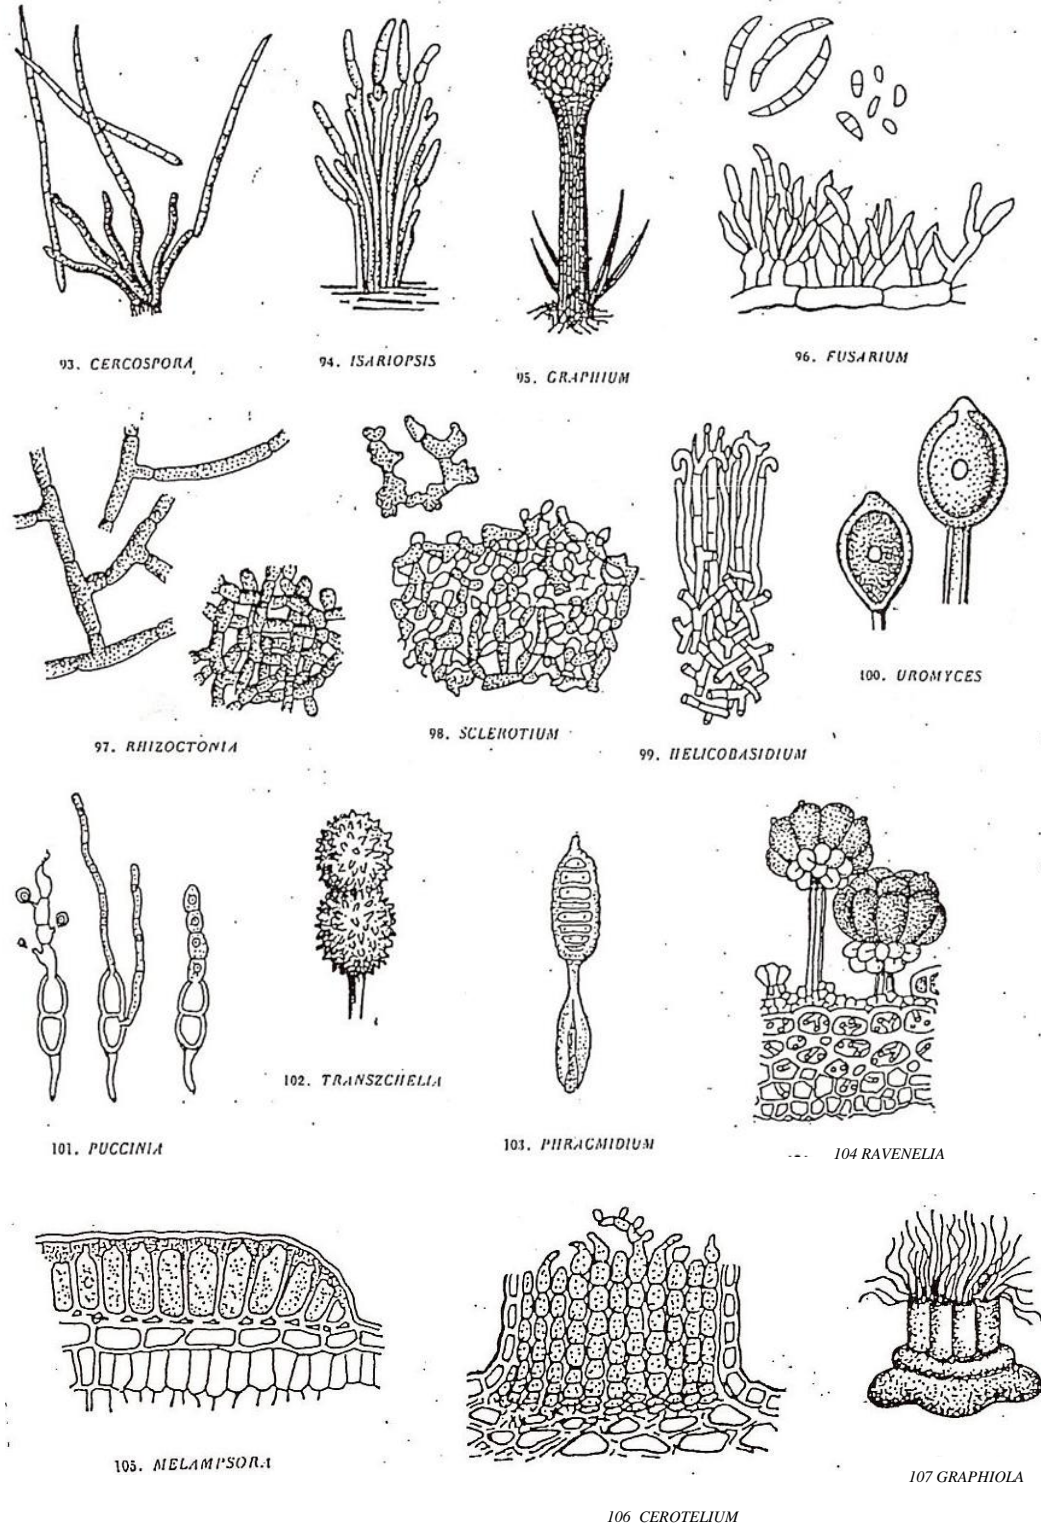 93. CERCOSPORA
94. ISARIOPSIS
95. GRAPHIUM
96. FUSARIUM
97. RHIZOCTONIA
98. SCLEROTIUM
99. HELICOBASIDIUM
100. UROMYCES
101. PUCCINIA
102. TRANSZCHELIA
103. PHRAGMIDIUM
104 RAVENELIA
105. MELAMPSORA
106 CEROTELIUM
107 GRAPHIOLA